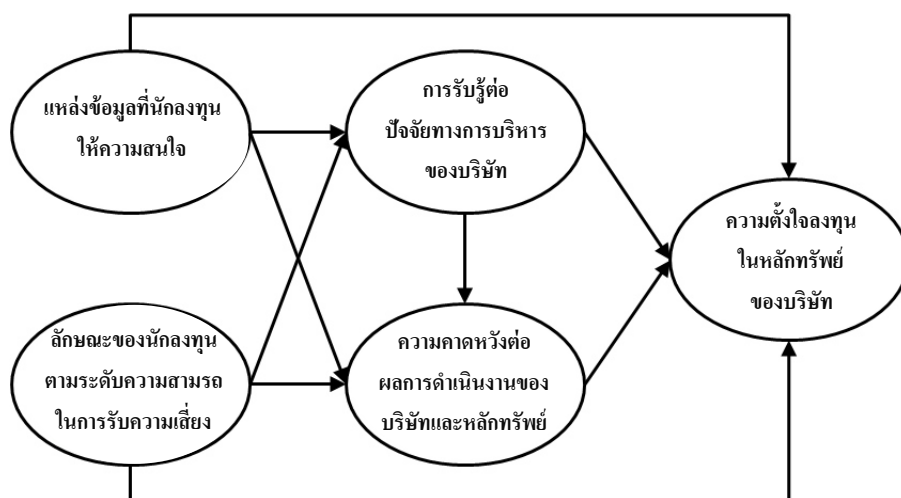 แหล่งข้อมูลที่นักลงทุน
ให้ความสนใจ
การรับรู้ต่อ
ปัจจัยทางการบริหาร
ของบริษัท
ความตั้งใจลงทุน
ในหลักทรัพย์
ของบริษัท
ลักษณะของนักลงทุน
ตามระดับความสามรถ
ในการรับความเสี่ยง
ความคาดหวังต่อ
ผลการดำเนินงานของ
บริษัทและหลักทรัพย์